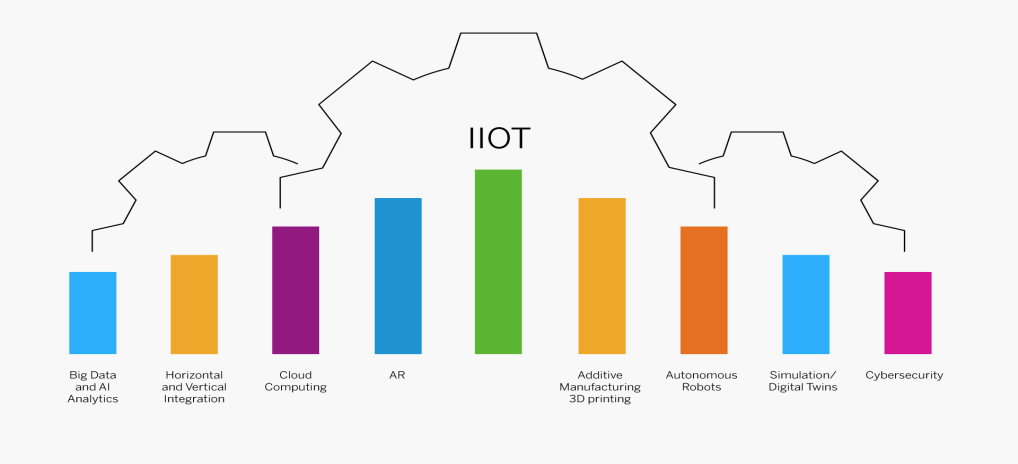 IIOT
Big Data
and AI
Analytics
Horizontal
and Vertical
Integration
Cloud
Computing
AR
Additive
Manufacturing
3D printing
Autonomous
Robots
Simulation/
Digital Twins
Cybersecurity